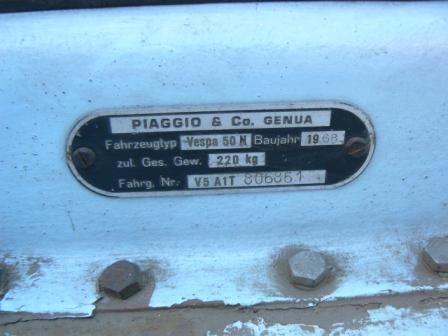 PIAGGIO & Co. GENUA
Fahrzeugtyp Vespa 50 N Baujahr 1968
zul. Ges. Gew. 220 kg
Fahrg. Nr. V5 A1T 806861